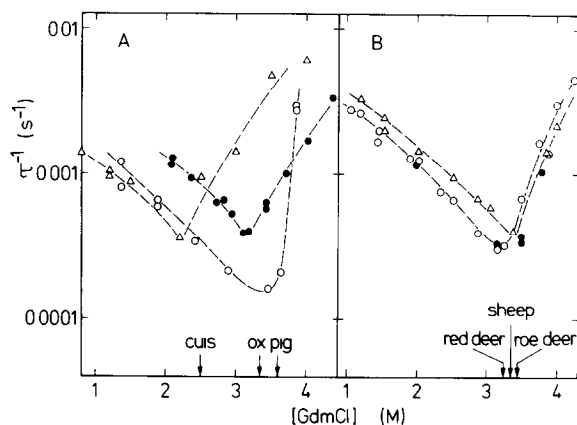 A
B
τ⁻¹ (s⁻¹)
0.01
0.001
0.0001
cuis
ox pig
sheep
red deer
roe deer
1 2 3 4 1 2 3 4
[GdmCl] (M)